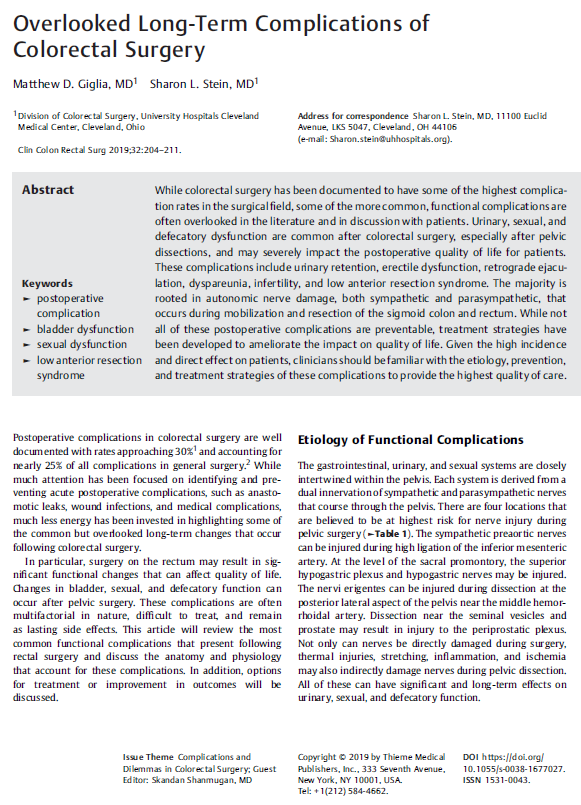 Overlooked Long-Term Complications of
Colorectal Surgery
Matthew D. Giglia, MD1 Sharon L. Stein, MD1
1 Division of Colorectal Surgery, University Hospitals Cleveland
Medical Center, Cleveland, Ohio
Clin Colon Rectal Surg 2019;32:204–211.
Address for correspondence Sharon L. Stein, MD, 11100 Euclid
Avenue, LKS 5047, Cleveland, OH 44106
(e-mail: Sharon.stein@uhhospitals.org).
Abstract
While colorectal surgery has been documented to have some of the highest complica-
tion rates in the surgical field, some of the more common, functional complications are
often overlooked in the literature and in discussion with patients. Urinary, sexual, and
defecatory dysfunction are common after colorectal surgery, especially after pelvic
dissections, and may severely impact the postoperative quality of life for patients.
These complications include urinary retention, erectile dysfunction, retrograde ejacu-
lation, dyspareunia, infertility, and low anterior resection syndrome. The majority is
rooted in autonomic nerve damage, both sympathetic and parasympathetic, that
occurs during mobilization and resection of the sigmoid colon and rectum. While not
all of these postoperative complications are preventable, treatment strategies have
been developed to ameliorate the impact on quality of life. Given the high incidence
and direct effect on patients, clinicians should be familiar with the etiology, prevention,
and treatment strategies of these complications to provide the highest quality of care.
Keywords
► postoperative
complication
► bladder dysfunction
► sexual dysfunction
► low anterior resection
syndrome
Postoperative complications in colorectal surgery are well
documented with rates approaching 30%1 and accounting for
nearly 25% of all complications in general surgery.2 While
much attention has been focused on identifying and pre-
venting acute postoperative complications, such as anasto-
motic leaks, wound infections, and medical complications,
much less energy has been invested in highlighting some of
the common but overlooked long-term changes that occur
following colorectal surgery.
In particular, surgery on the rectum may result in sig-
nificant functional changes that can affect quality of life.
Changes in bladder, sexual, and defecatory function can
occur after pelvic surgery. These complications are often
multifactorial in nature, difficult to treat, and remain
as lasting side effects. This article will review the most
common functional complications that present following
rectal surgery and discuss the anatomy and physiology
that account for these complications. In addition, options
for treatment or improvement in outcomes will be
discussed.
Etiology of Functional Complications
The gastrointestinal, urinary, and sexual systems are closely
intertwined within the pelvis. Each system is derived from a
dual innervation of sympathetic and parasympathetic nerves
that course through the pelvis. There are four locations that
are believed to be at highest risk for nerve injury during
pelvic surgery (►Table 1). The sympathetic preaortic nerves
can be injured during high ligation of the inferior mesenteric
artery. At the level of the sacral promontory, the superior
hypogastric plexus and hypogastric nerves may be injured.
The nervi erigentes can be injured during dissection at the
posterior lateral aspect of the pelvis near the middle hemor-
rhoidal artery. Dissection near the seminal vesicles and
prostate may result in injury to the periprostatic plexus.
Not only can nerves be directly damaged during surgery,
thermal injuries, stretching, inflammation, and ischemia
may also indirectly damage nerves during pelvic dissection.
All of these can have significant and long-term effects on
urinary, sexual, and defecatory function.
Issue Theme Complications and
Dilemmas in Colorectal Surgery; Guest
Editor: Skandan Shanmugan, MD
Copyright © 2019 by Thieme Medical
Publishers, Inc., 333 Seventh Avenue,
New York, NY 10001, USA.
Tel: +1(212) 584-4662.
DOI https://doi.org/
10.1055/s-0038-1677027.
ISSN 1531-0043.